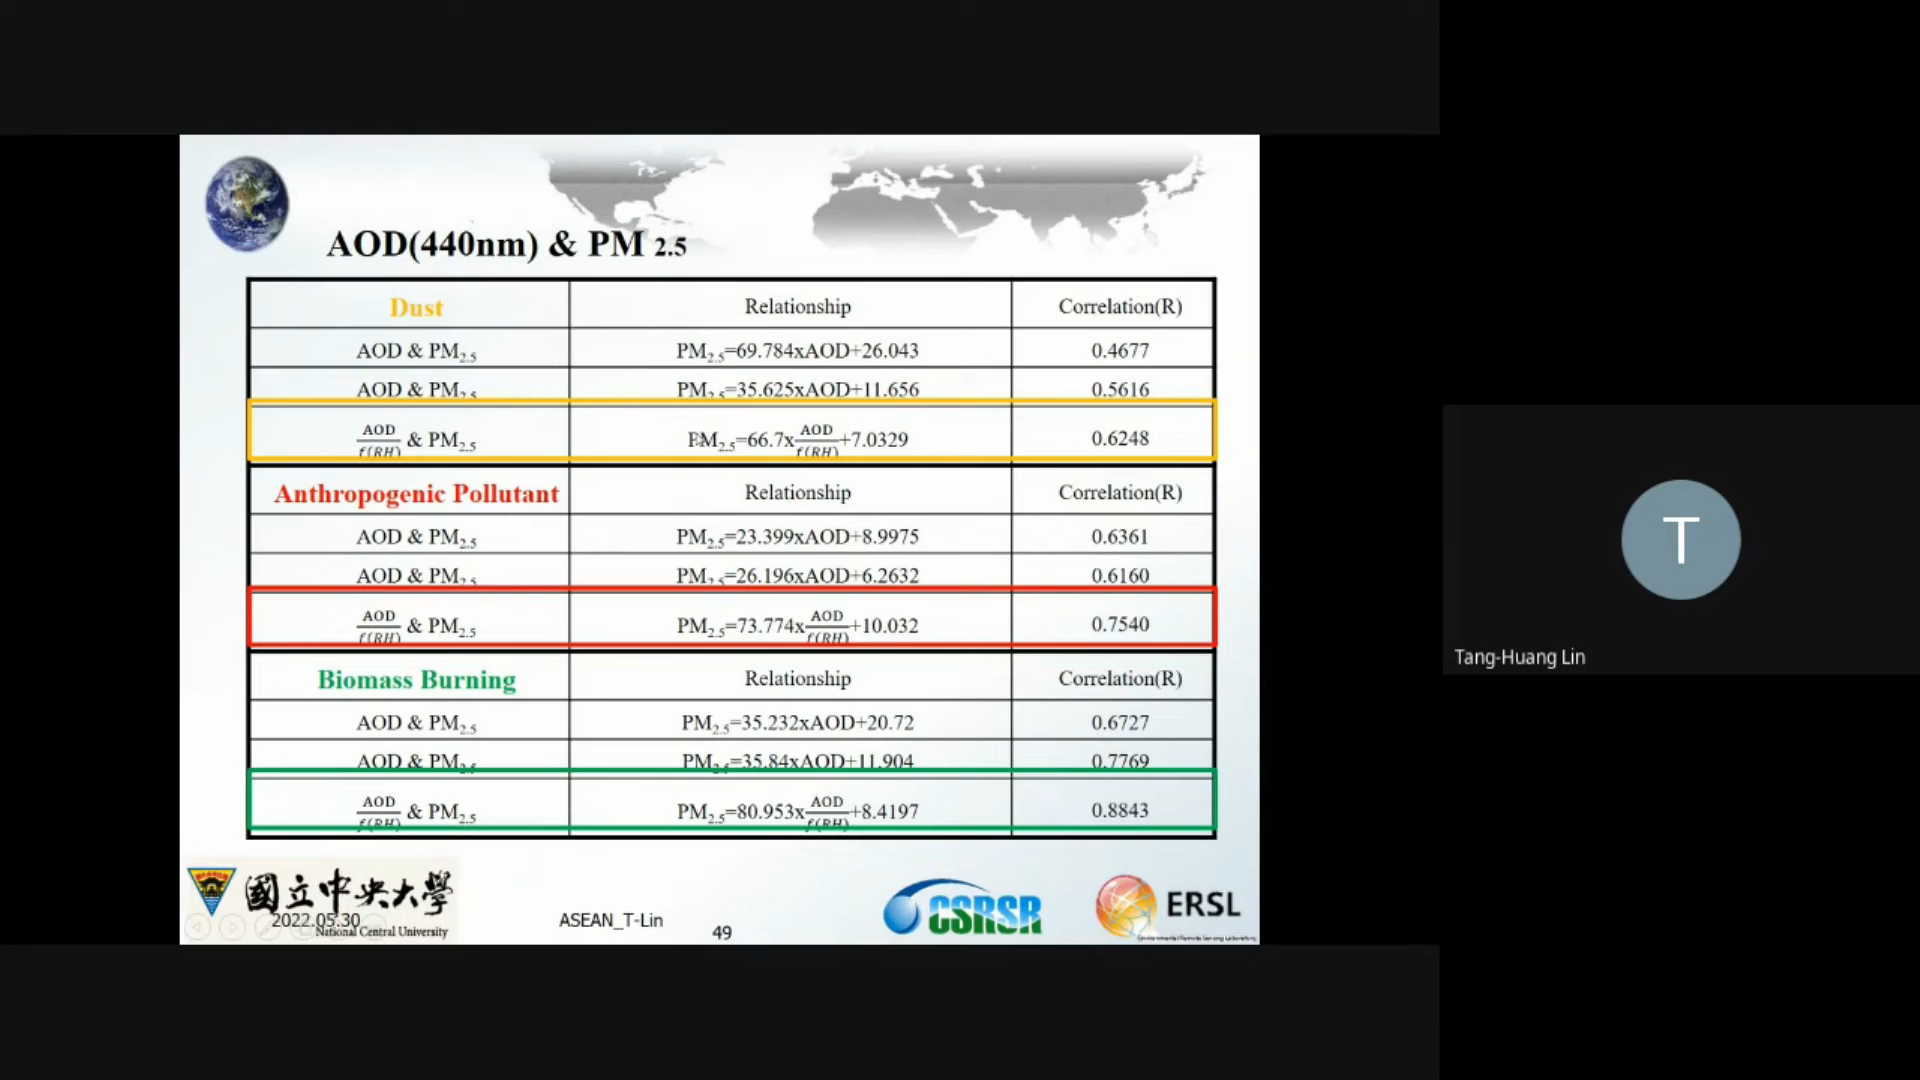 AOD(440nm) & PM 2.5
Dust Relationship Correlation(R)
AOD & PM2.5 PM2.5=69.784xAOD+26.043 0.4677
AOD & PM2.5 PM2.5=35.625xAOD+11.656 0.5616
AOD/f(RH) & PM2.5 PM2.5=66.7xAOD/f(RH)+7.0329 0.6248
Anthropogenic Pollutant Relationship Correlation(R)
AOD & PM2.5 PM2.5=23.399xAOD+8.9975 0.6361
AOD & PM2.5 PM2.5=26.196xAOD+6.2632 0.6160
AOD/f(RH) & PM2.5 PM2.5=73.774xAOD/f(RH)+10.032 0.7540
Biomass Burning Relationship Correlation(R)
AOD & PM2.5 PM2.5=35.232xAOD+20.72 0.6727
AOD & PM2.5 PM2.5=35.84xAOD+11.904 0.7769
AOD/f(RH) & PM2.5 PM2.5=80.953xAOD/f(RH)+8.4197 0.8843
國立中央大學
National Central University
2022.05.30
ASEAN_T-Lin
49
CSRSR
ERSL
Environmental Remote Sensing Laboratory
T
Tang-Huang Lin